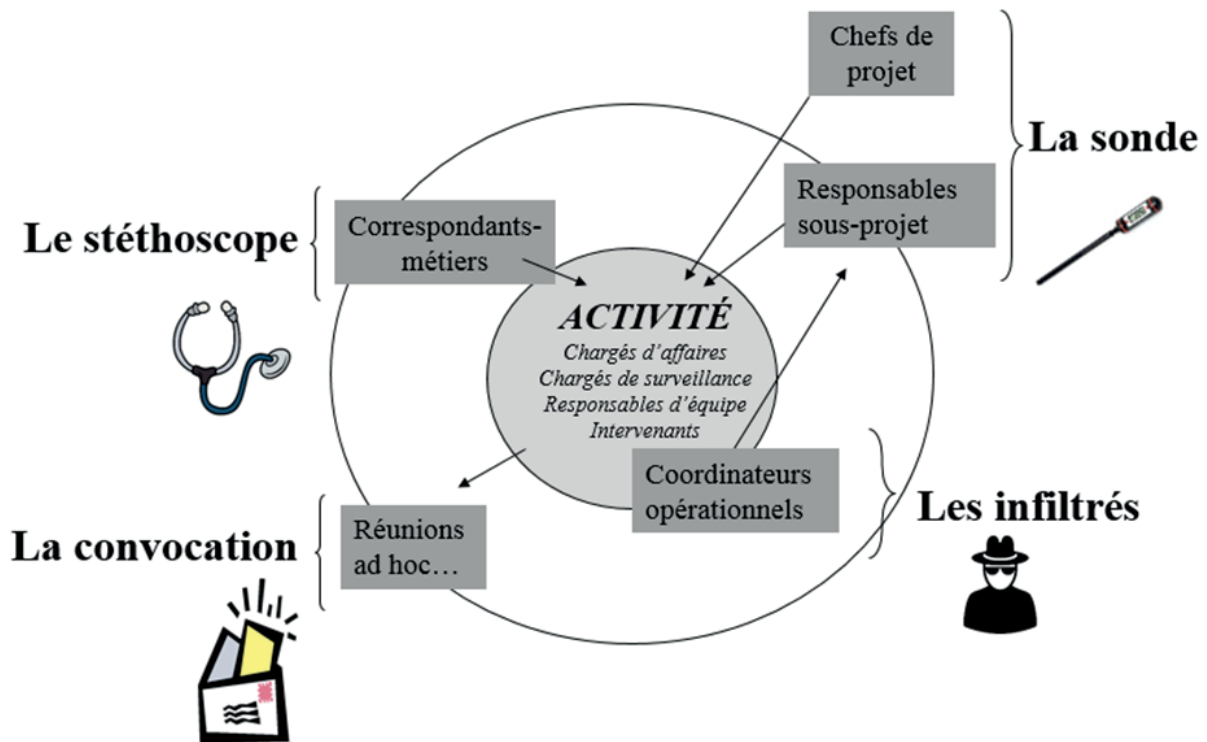 Chefs de
projet
La sonde
Responsables
sous-projet
Le stéthoscope
Correspondants-
métiers
ACTIVITÉ
Chargés d'affaires
Chargés de surveillance
Responsables d'équipe
Intervenants
Coordinateurs
opérationnels
Les infiltrés
La convocation
Réunions
ad hoc…